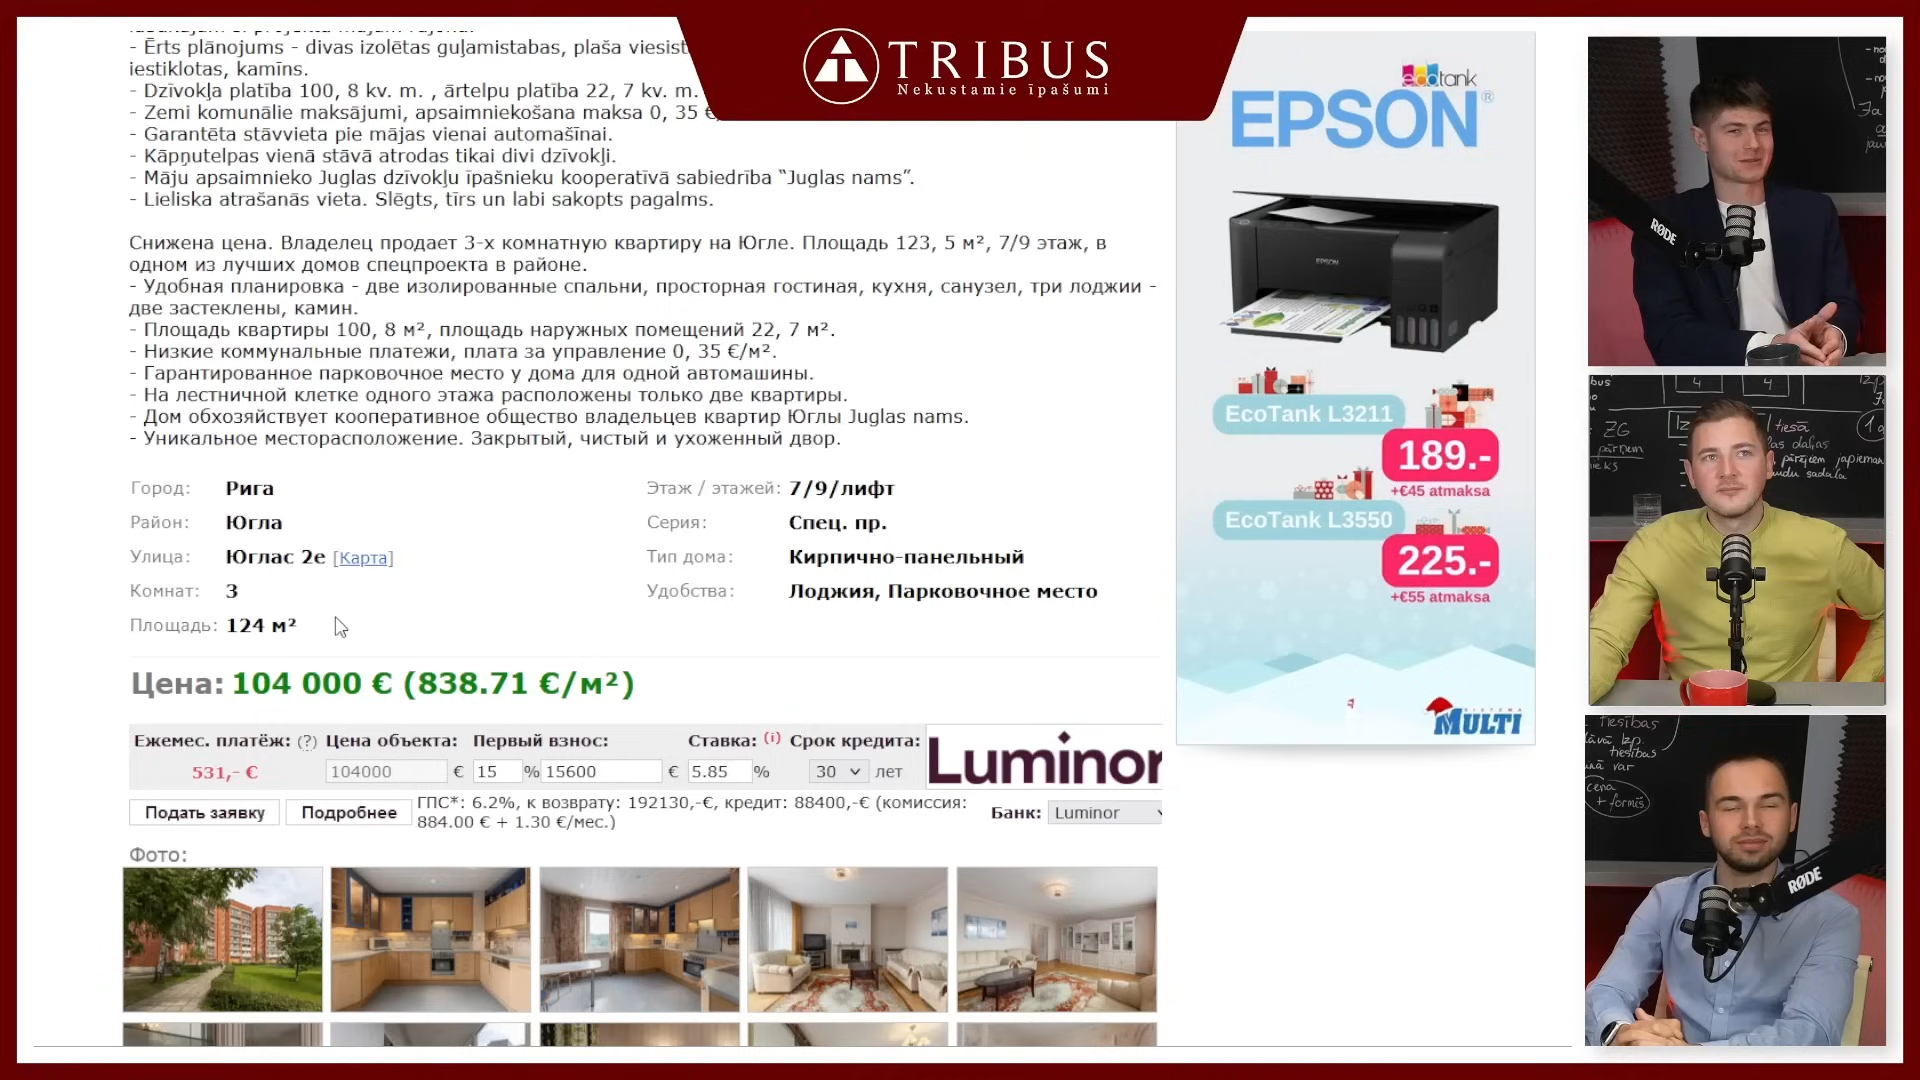 TRIBUS
Nekustamie īpašumi
- Ērts plānojums - divas izolētas guļamistabas, plaša
iestiklotas, kamīns.
- Dzīvokļa platība 100, 8 kv. m. , ārtelpu platība 22, 7 kv. m.
- Zemi komunālie maksājumi, apsaimniekošana maksa 0, 35
- Garantēta stāvvieta pie mājas vienai automašīnai.
- Kāpņutelpas vienā stāvā atrodas tikai divi dzīvokļi.
- Māju apsaimnieko Juglas dzīvokļu īpašnieku kooperatīvā sabiedrība “Juglas nams”.
- Lieliska atrašanās vieta. Slēgts, tīrs un labi sakopts pagalms.
Снижена цена. Владелец продает 3-х комнатную квартиру на Югле. Площадь 123, 5 м², 7/9 этаж, в
одном из лучших домов спецпроекта в районе.
- Удобная планировка - две изолированные спальни, просторная гостиная, кухня, санузел, три лоджии -
две застеклены, камин.
- Площадь квартиры 100, 8 м², площадь наружных помещений 22, 7 м².
- Низкие коммунальные платежи, плата за управление 0, 35 €/м².
- Гарантированное парковочное место у дома для одной автомашины.
- На лестничной клетке одного этажа расположены только две квартиры.
- Дом обхозяйствует кооперативное общество владельцев квартир Юглы Juglas nams.
- Уникальное месторасположение. Закрытый, чистый и ухоженный двор.
Город: Рига
Район: Югла
Улица: Юглас 2е [Карта]
Комнат: 3
Площадь: 124 м²
Этаж / этажей: 7/9/лифт
Серия: Спец. пр.
Тип дома: Кирпично-панельный
Удобства: Лоджия, Парковочное место
Цена: 104 000 € (838.71 €/м²)
Ежемес. платёж: (?) Цена объекта: Первый взнос: Ставка: (i) Срок кредита:
531,- € 104000 € 15 % 15600 € 5.85 % 30 лет
Luminor
Подать заявку Подробнее
ГПС*: 6.2%, к возврату: 192130,-€, кредит: 88400,-€ (комиссия:
884.00 € + 1.30 €/мес.)
Банк: Luminor
Фото:
ecotank
EPSON®
EPSON
EcoTank L3211
189.-
+€45 atmaksa
EcoTank L3550
225.-
+€55 atmaksa
SISTEMA
MULTI
RØDE
ZG
tiesā
pārņem
RØDE
tiesības
tiesība
var
cena
+ formis